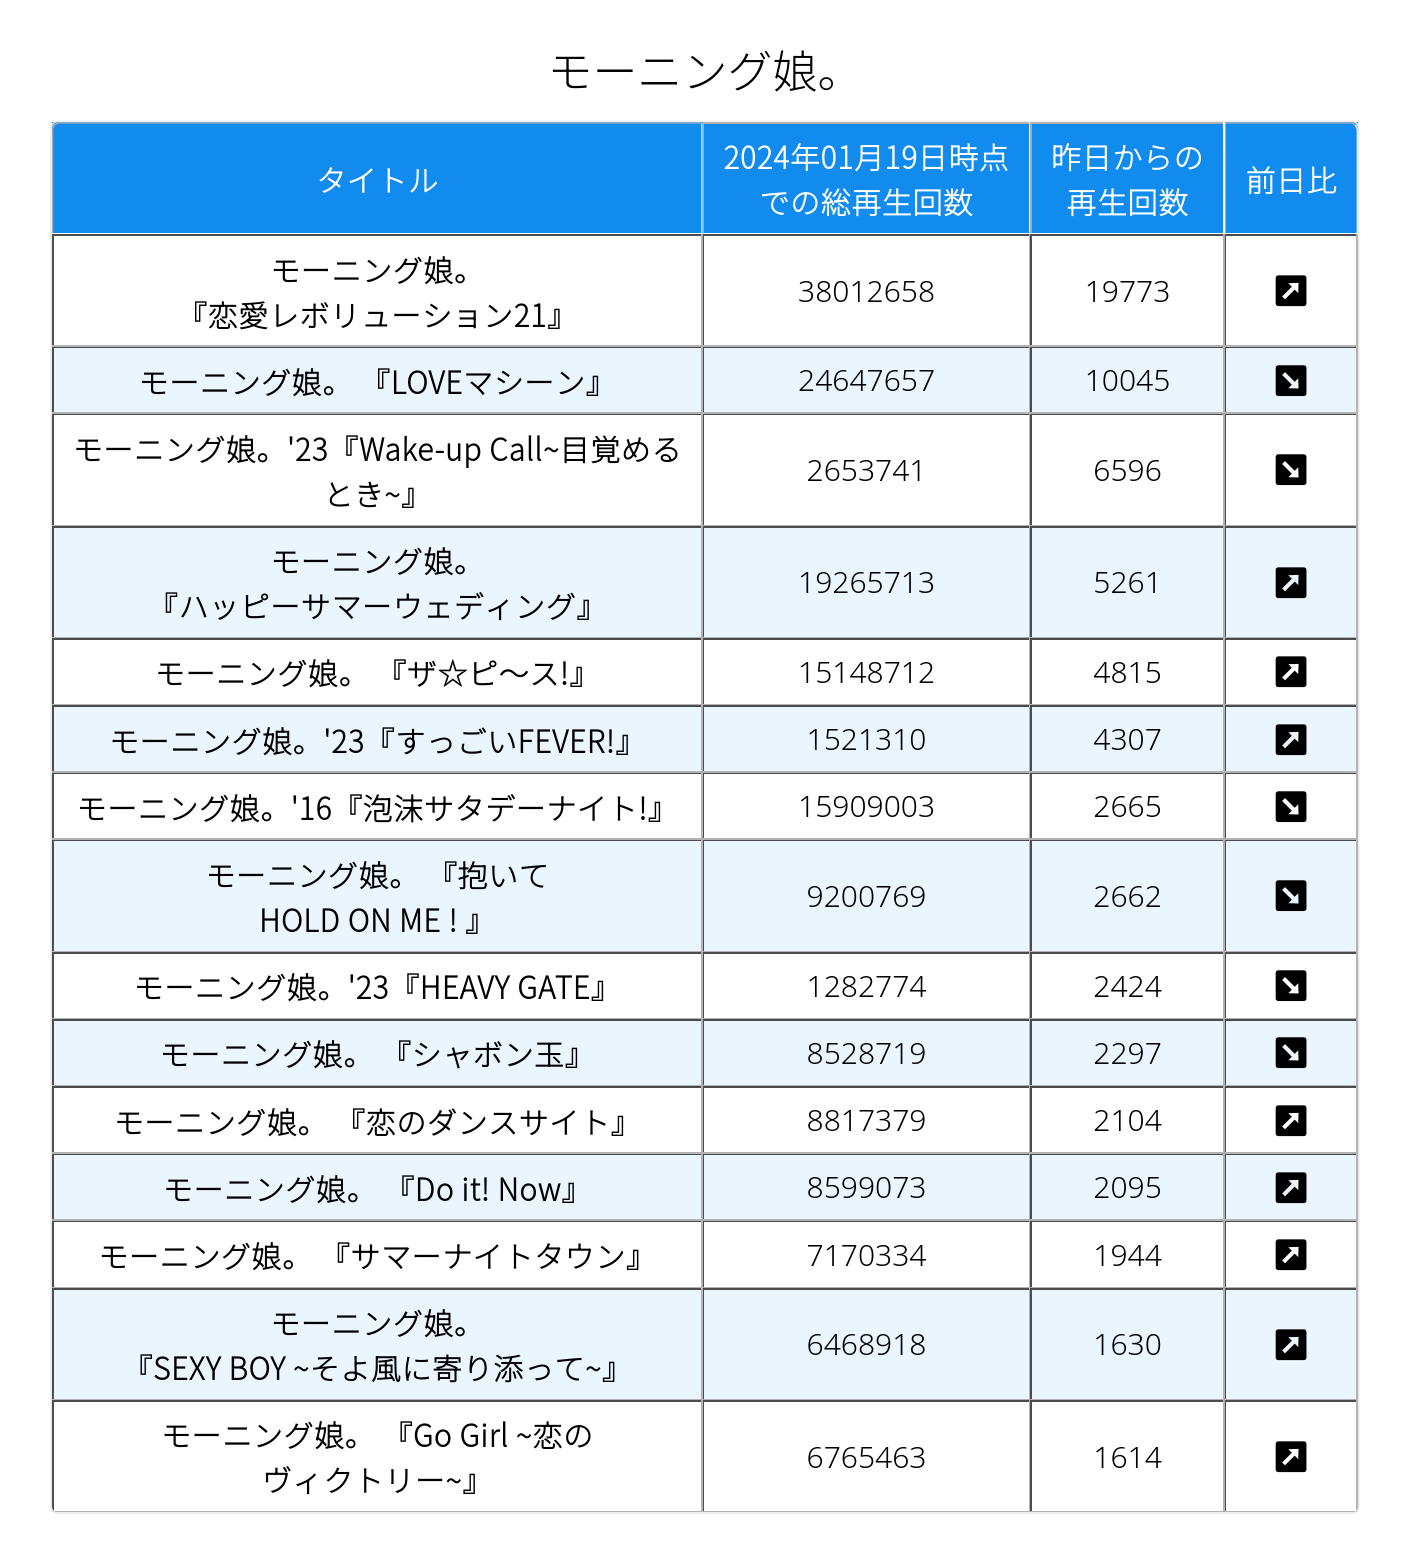 モーニング娘。
タイトル
2024年01月19日時点
での総再生回数
昨日からの
再生回数
前日比
モーニング娘。
『恋愛レボリューション21』
38012658
19773
モーニング娘。 『LOVEマシーン』
24647657
10045
モーニング娘。'23『Wake-up Call~目覚める
とき~』
2653741
6596
モーニング娘。
『ハッピーサマーウェディング』
19265713
5261
モーニング娘。 『ザ☆ピ〜ス!』
15148712
4815
モーニング娘。'23『すっごいFEVER!』
1521310
4307
モーニング娘。'16『泡沫サタデーナイト!』
15909003
2665
モーニング娘。 『抱いて
HOLD ON ME ! 』
9200769
2662
モーニング娘。'23『HEAVY GATE』
1282774
2424
モーニング娘。 『シャボン玉』
8528719
2297
モーニング娘。 『恋のダンスサイト』
8817379
2104
モーニング娘。 『Do it! Now』
8599073
2095
モーニング娘。 『サマーナイトタウン』
7170334
1944
モーニング娘。
『SEXY BOY ~そよ風に寄り添って~』
6468918
1630
モーニング娘。 『Go Girl ~恋の
ヴィクトリー~』
6765463
1614